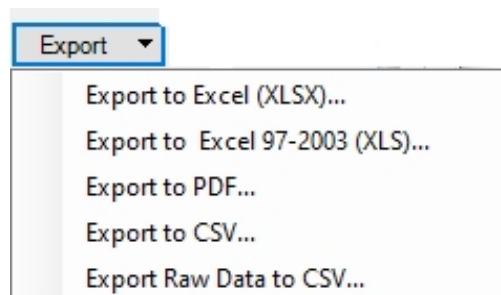 Export
Export to Excel (XLSX)...
Export to  Excel 97-2003 (XLS)...
Export to PDF...
Export to CSV...
Export Raw Data to CSV...